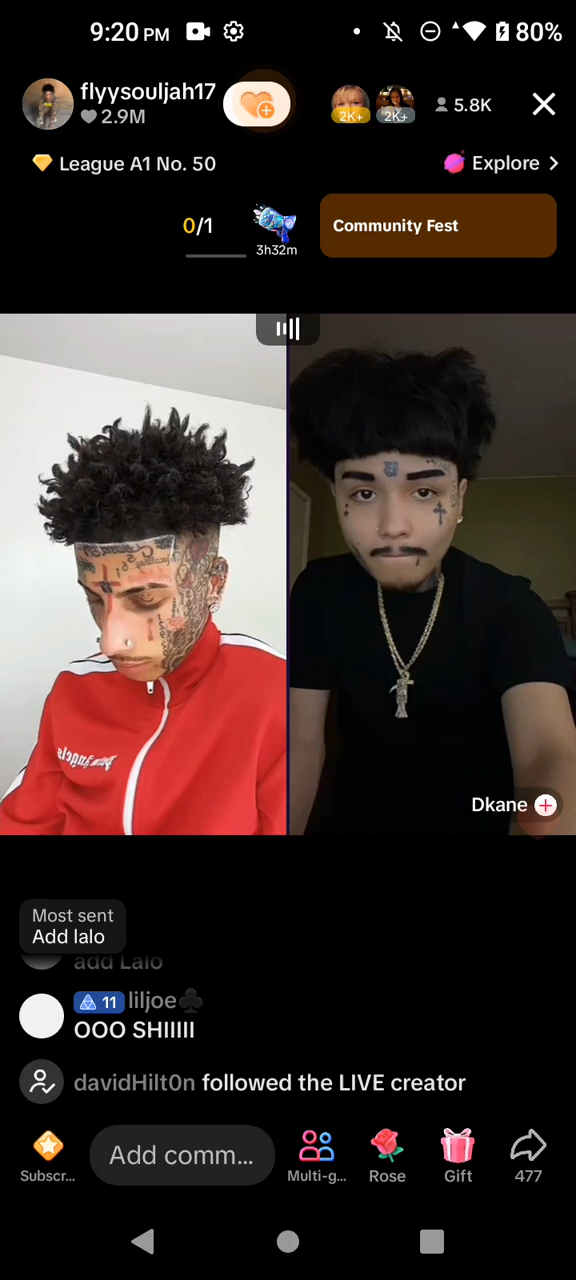 9:20 PM
80%
flyysouljah17
2.9M
2K+
2K+
5.8K
League A1 No. 50
Explore
0/1
3h32m
Community Fest
Palm Angels
Dkane
Most sent
Add lalo
add Lalo
11 liljoe♣
OOO SHIIIII
davidHilt0n followed the LIVE creator
Subscr...
Add comm...
Multi-g...
Rose
Gift
477